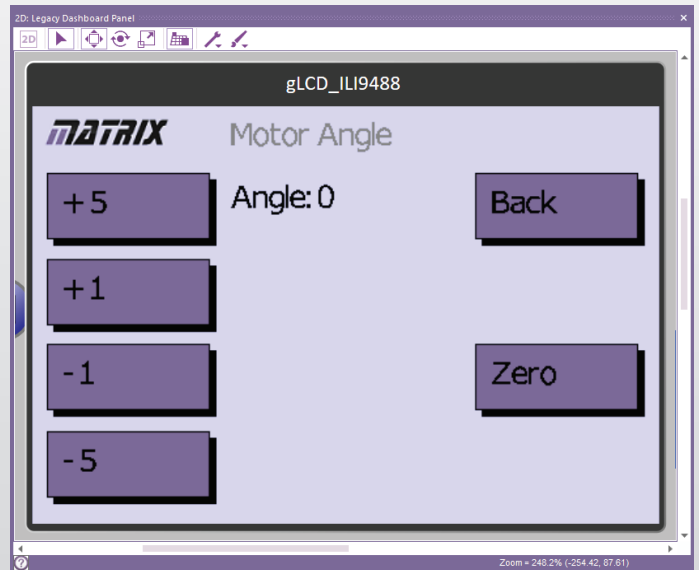 2D: Legacy Dashboard Panel
2D
gLCD_ILI9488
MATRIX
Motor Angle
+5
Angle: 0
Back
+1
-1
Zero
-5
Zoom = 248.2% (-254.42, 87.61)